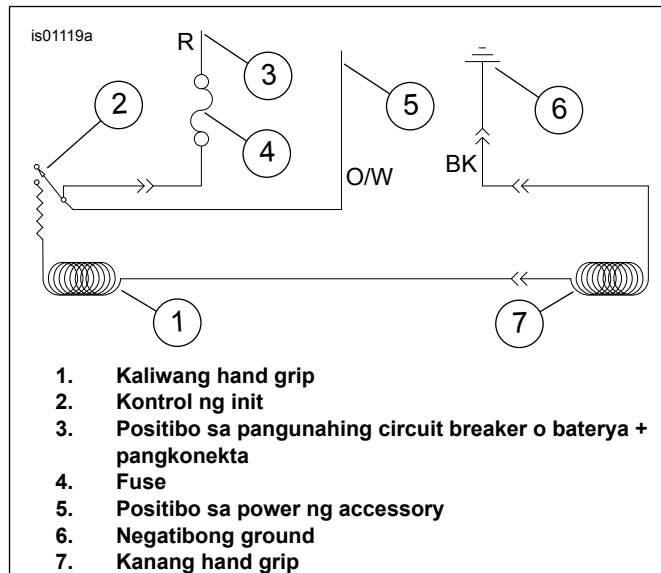 is01119a
R
3
2
5
6
4
O/W
BK
1
7
1. Kaliwang hand grip
2. Kontrol ng init
3. Positibo sa pangunahing circuit breaker o baterya +
pangkonekta
4. Fuse
5. Positibo sa power ng accessory
6. Negatibong ground
7. Kanang hand grip